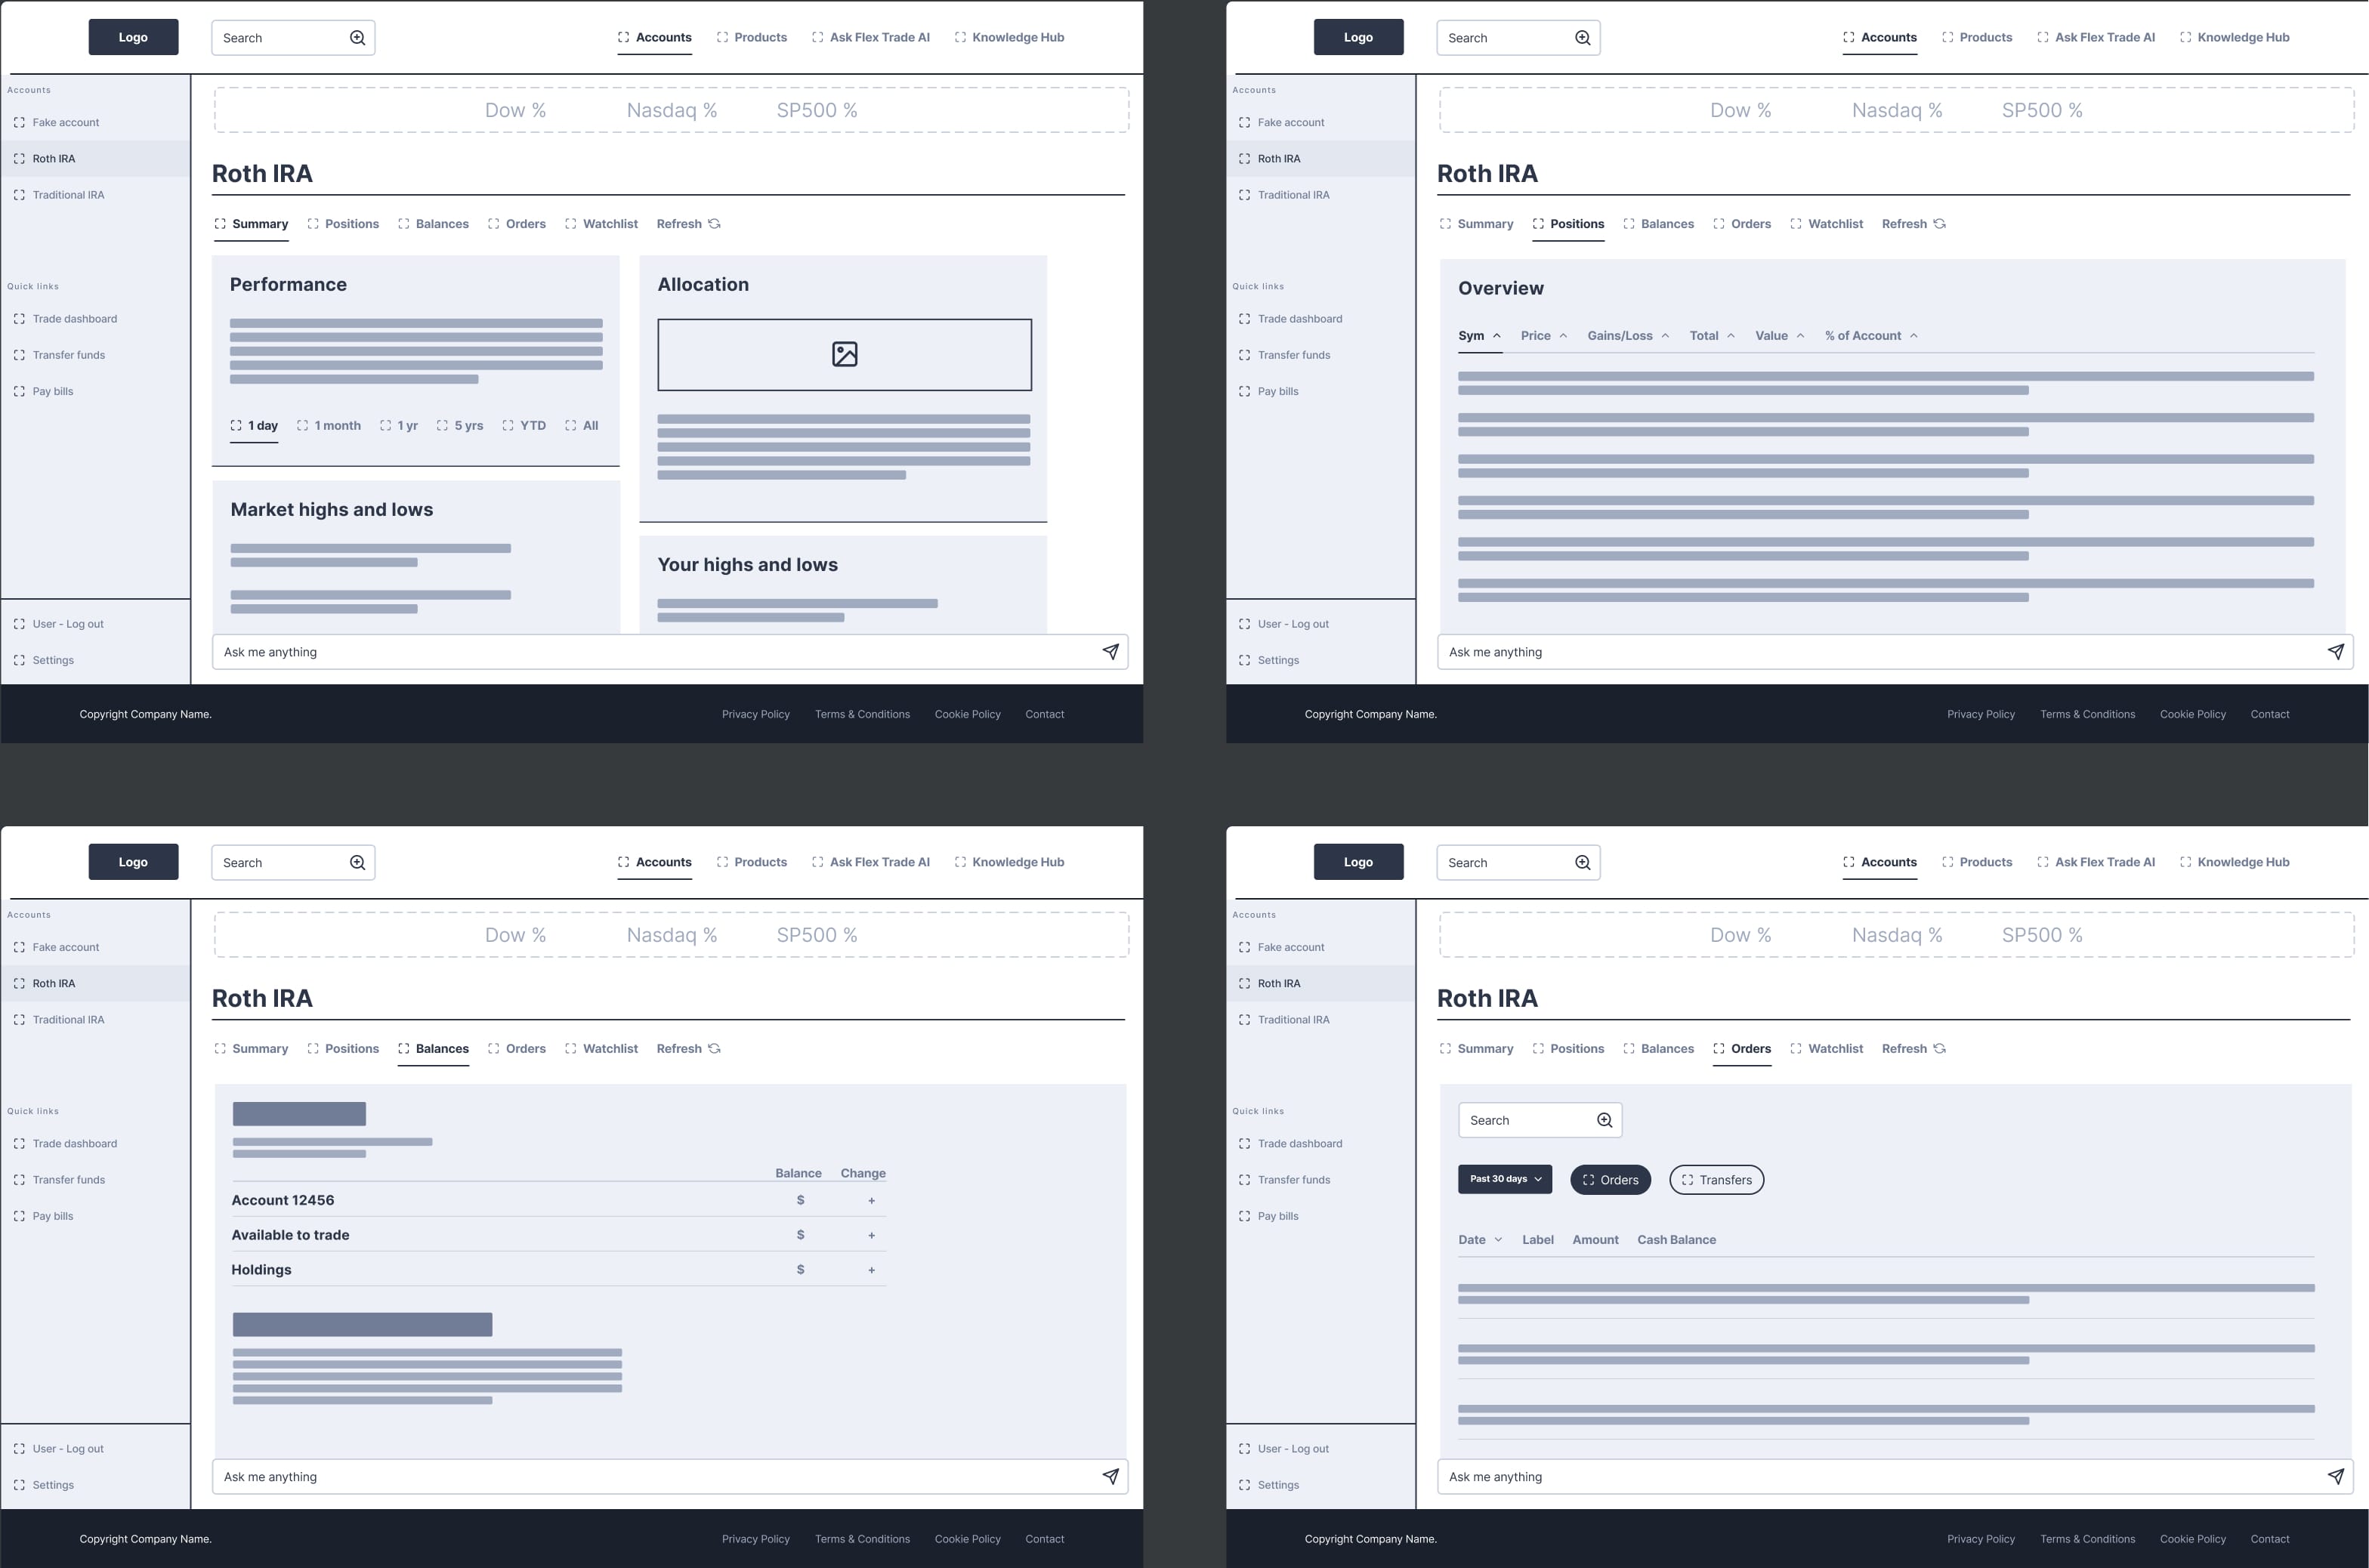 Logo
Search
Accounts Products Ask Flex Trade AI Knowledge Hub
Accounts
Fake account
Roth IRA
Traditional IRA
Quick links
Trade dashboard
Transfer funds
Pay bills
User - Log out
Settings
Dow % Nasdaq % SP500 %
Roth IRA
Summary Positions Balances Orders Watchlist Refresh
Performance
1 day 1 month 1 yr 5 yrs YTD All
Market highs and lows
Allocation
Your highs and lows
Ask me anything
Copyright Company Name.
Privacy Policy Terms & Conditions Cookie Policy Contact
Logo
Search
Accounts Products Ask Flex Trade AI Knowledge Hub
Accounts
Fake account
Roth IRA
Traditional IRA
Quick links
Trade dashboard
Transfer funds
Pay bills
User - Log out
Settings
Dow % Nasdaq % SP500 %
Roth IRA
Summary Positions Balances Orders Watchlist Refresh
Overview
Sym Price Gains/Loss Total Value % of Account
Ask me anything
Copyright Company Name.
Privacy Policy Terms & Conditions Cookie Policy Contact
Logo
Search
Accounts Products Ask Flex Trade AI Knowledge Hub
Accounts
Fake account
Roth IRA
Traditional IRA
Quick links
Trade dashboard
Transfer funds
Pay bills
User - Log out
Settings
Dow % Nasdaq % SP500 %
Roth IRA
Summary Positions Balances Orders Watchlist Refresh
Balance Change
Account 12456 $ +
Available to trade $ +
Holdings $ +
Ask me anything
Copyright Company Name.
Privacy Policy Terms & Conditions Cookie Policy Contact
Logo
Search
Accounts Products Ask Flex Trade AI Knowledge Hub
Accounts
Fake account
Roth IRA
Traditional IRA
Quick links
Trade dashboard
Transfer funds
Pay bills
User - Log out
Settings
Dow % Nasdaq % SP500 %
Roth IRA
Summary Positions Balances Orders Watchlist Refresh
Search
Past 30 days Orders Transfers
Date Label Amount Cash Balance
Ask me anything
Copyright Company Name.
Privacy Policy Terms & Conditions Cookie Policy Contact